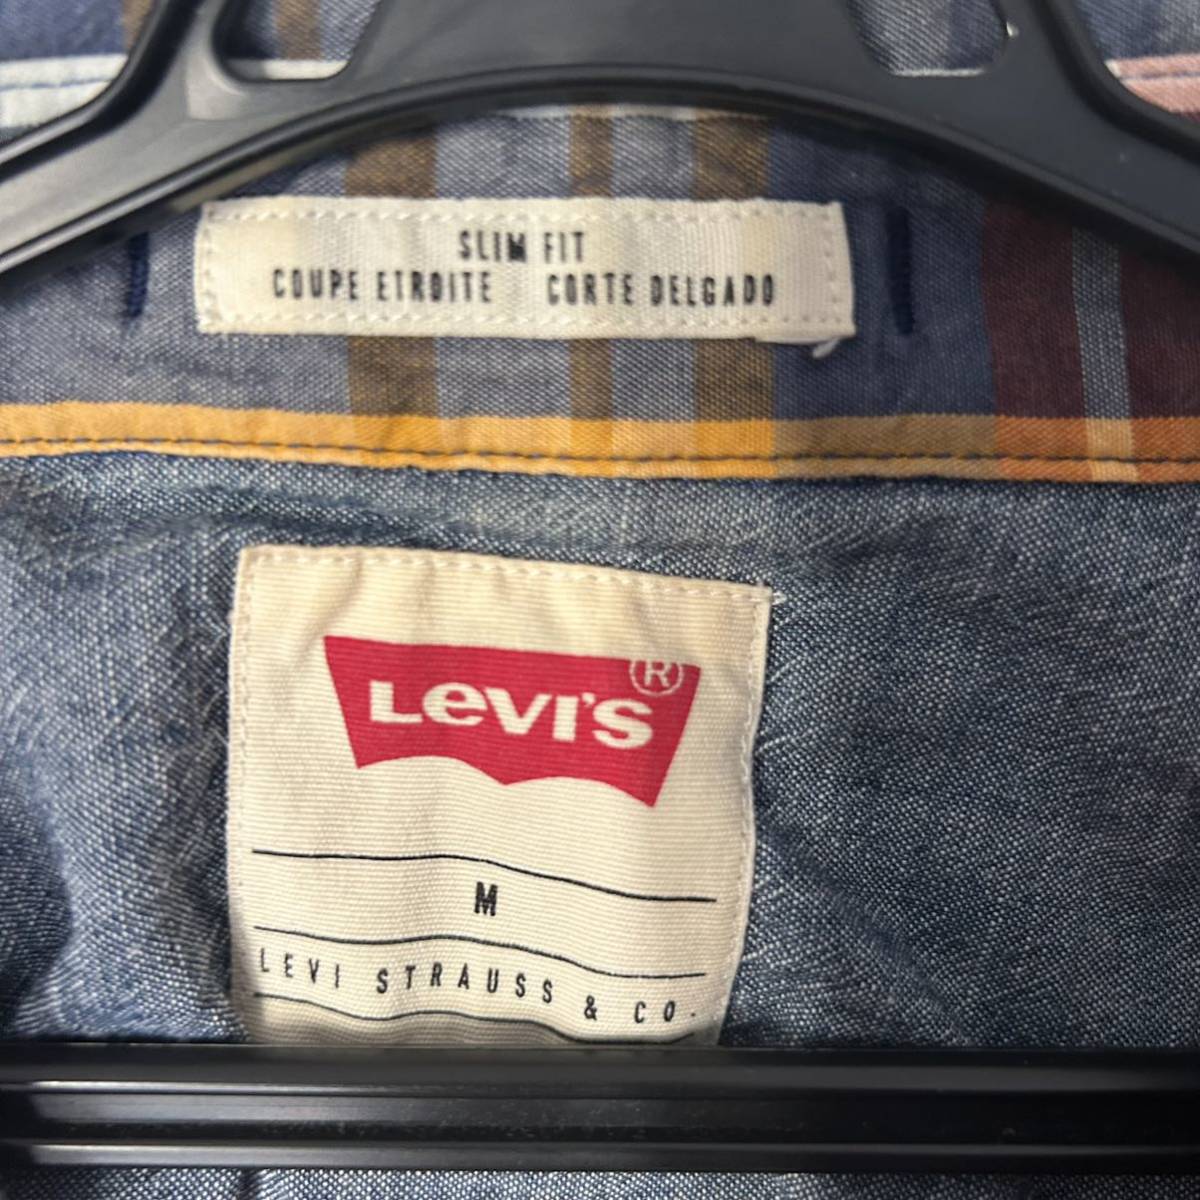 SLIM FIT
COUPE ETROITE CORTE DELGADO
LEVI'S®
M
LEVI STRAUSS & CO.